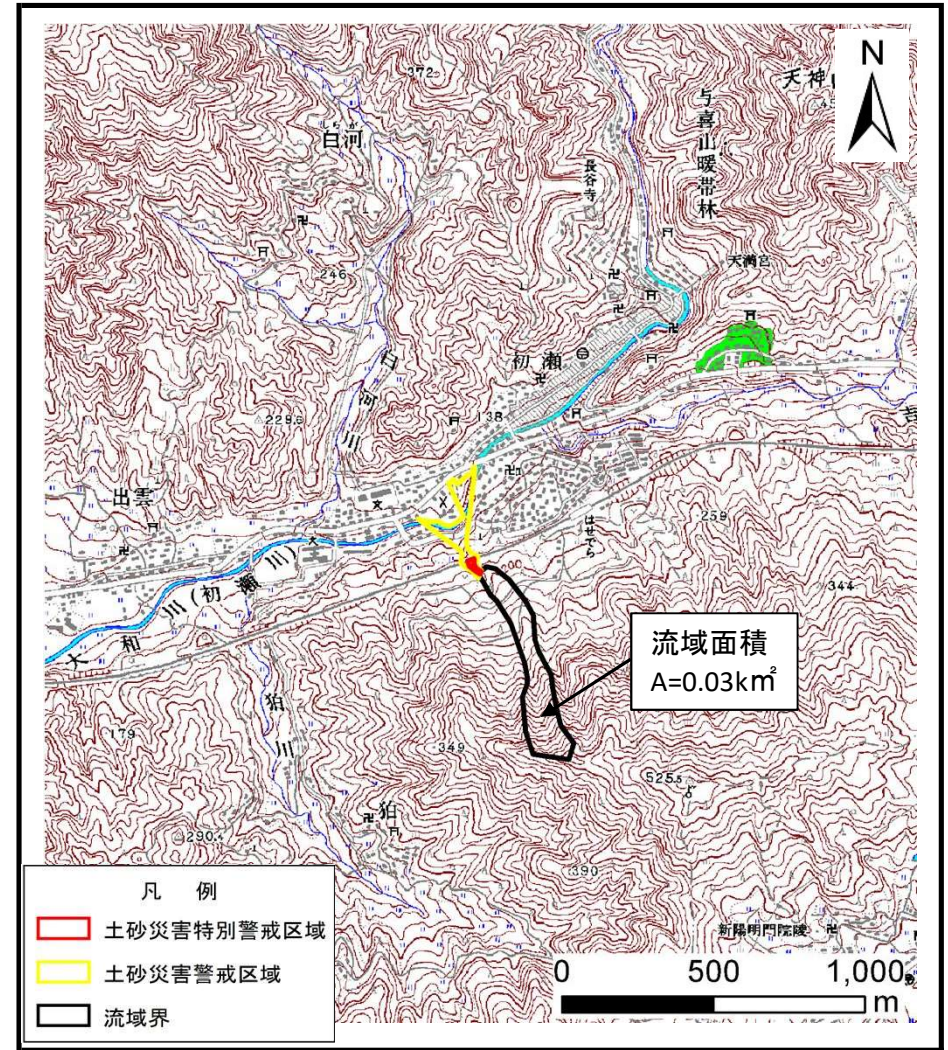 N
372
天神
与喜山暖帯林
しらが
白河
長谷寺
天満宮
246
初瀬
白河川
138
229.6
出雲
はせでら
259
344
大和川(初瀬川)
流域面積
A=0.03k㎡
狛川
179
349
525.5
狛
290.4
390
新陽明門院陵
凡 例
土砂災害特別警戒区域
土砂災害警戒区域
流域界
0 500 1,000
m